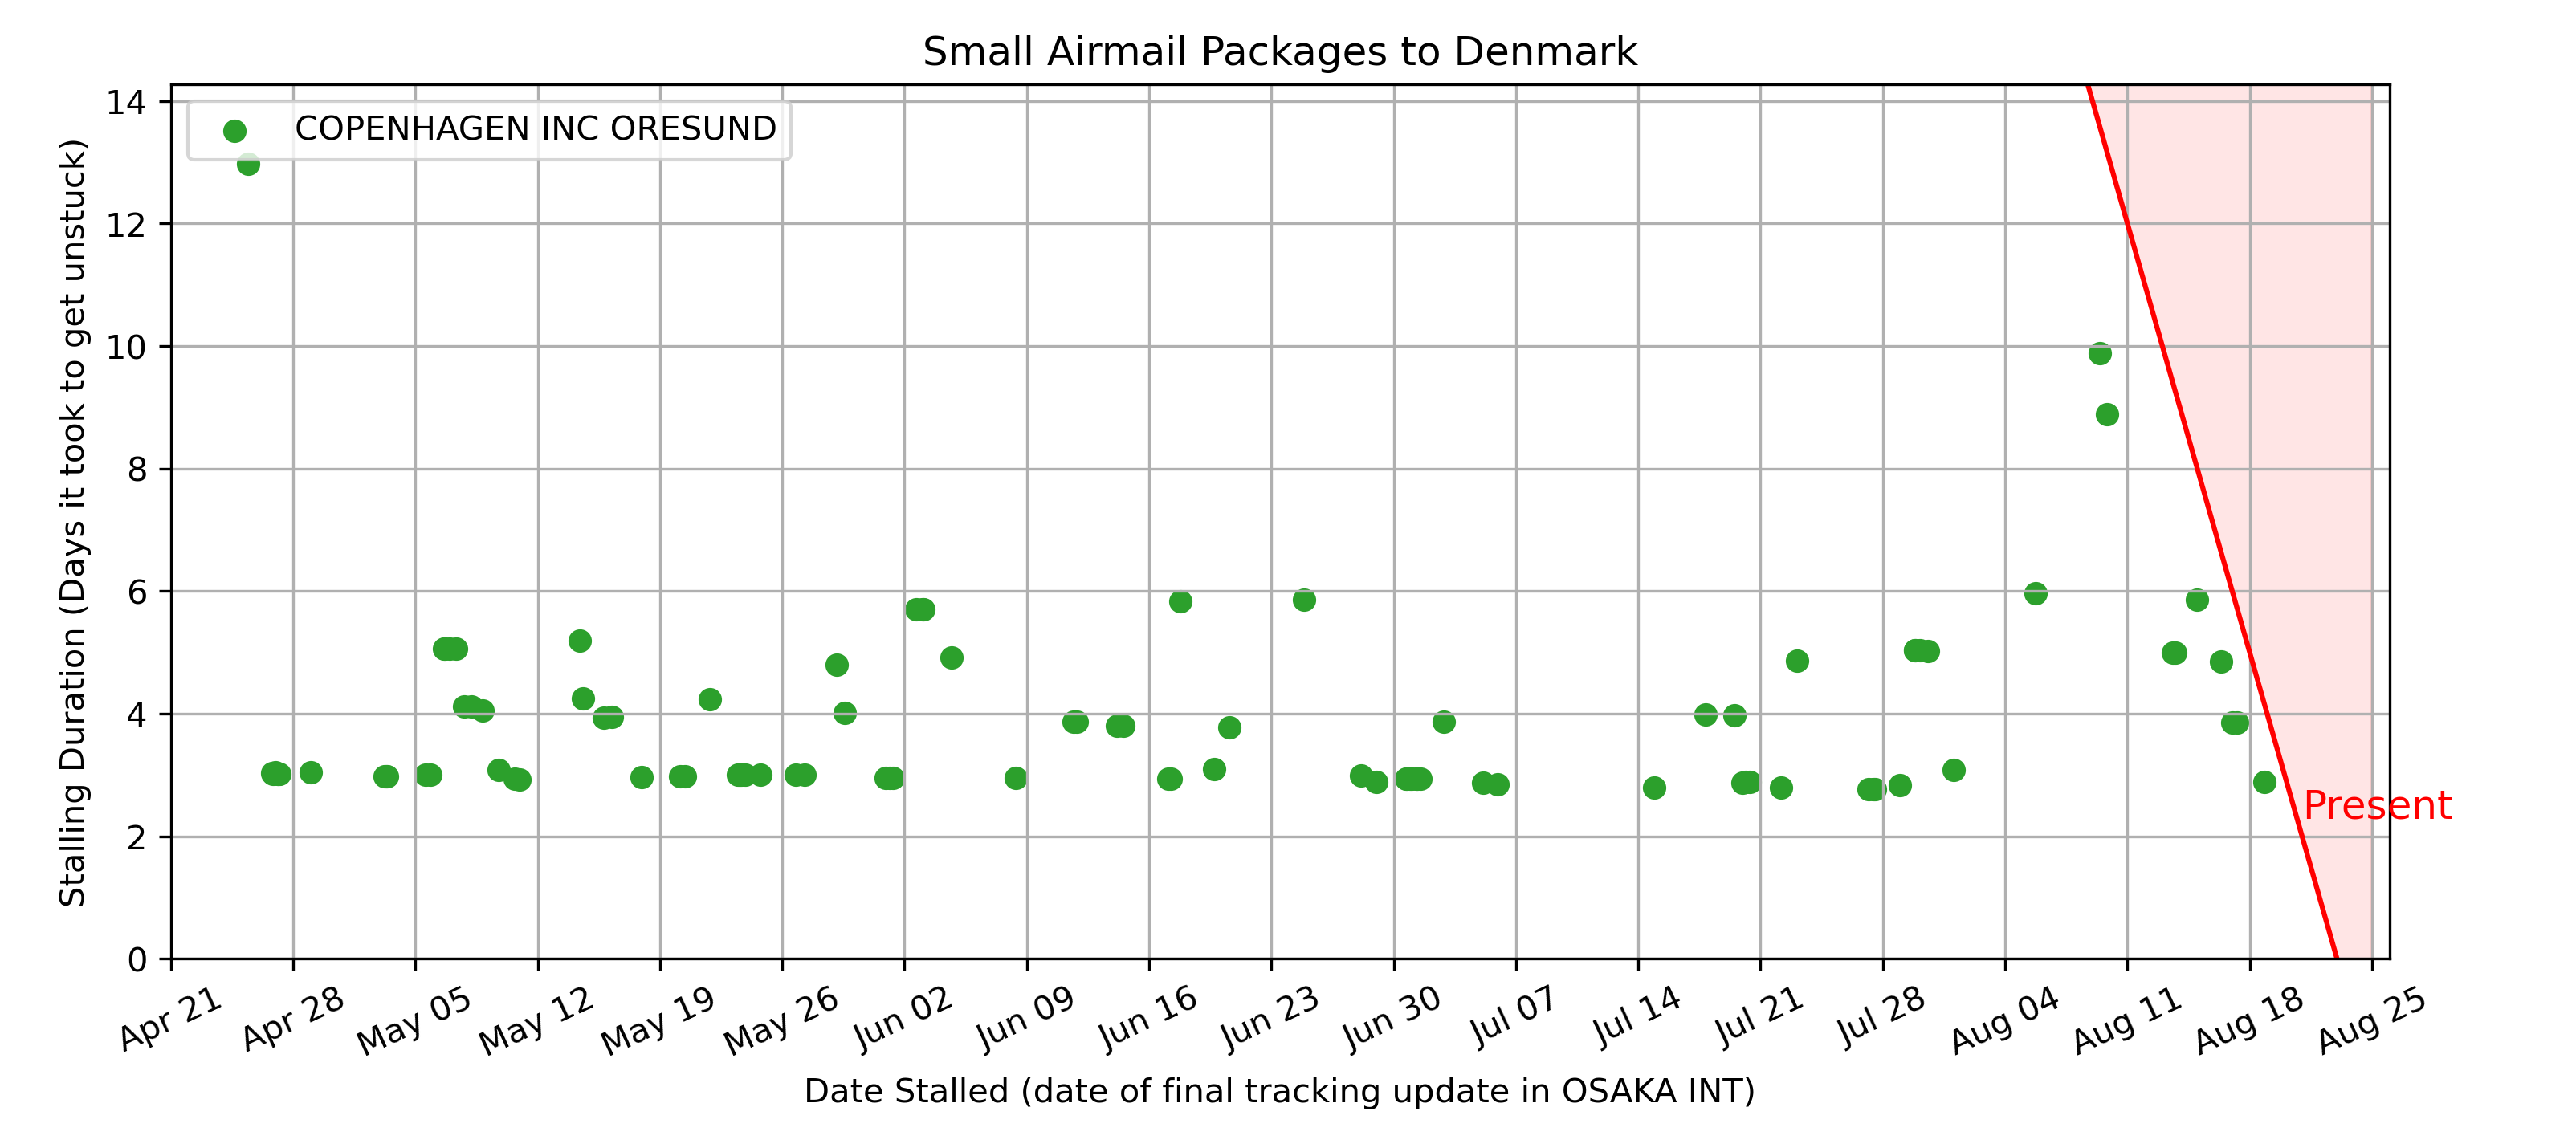 Small Airmail Packages to Denmark
COPENHAGEN INC ORESUND
Stalling Duration (Days it took to get unstuck)
14
12
10
8
6
4
2
0
Present
Apr 21
Apr 28
May 05
May 12
May 19
May 26
Jun 02
Jun 09
Jun 16
Jun 23
Jun 30
Jul 07
Jul 14
Jul 21
Jul 28
Aug 04
Aug 11
Aug 18
Aug 25
Date Stalled (date of final tracking update in OSAKA INT)